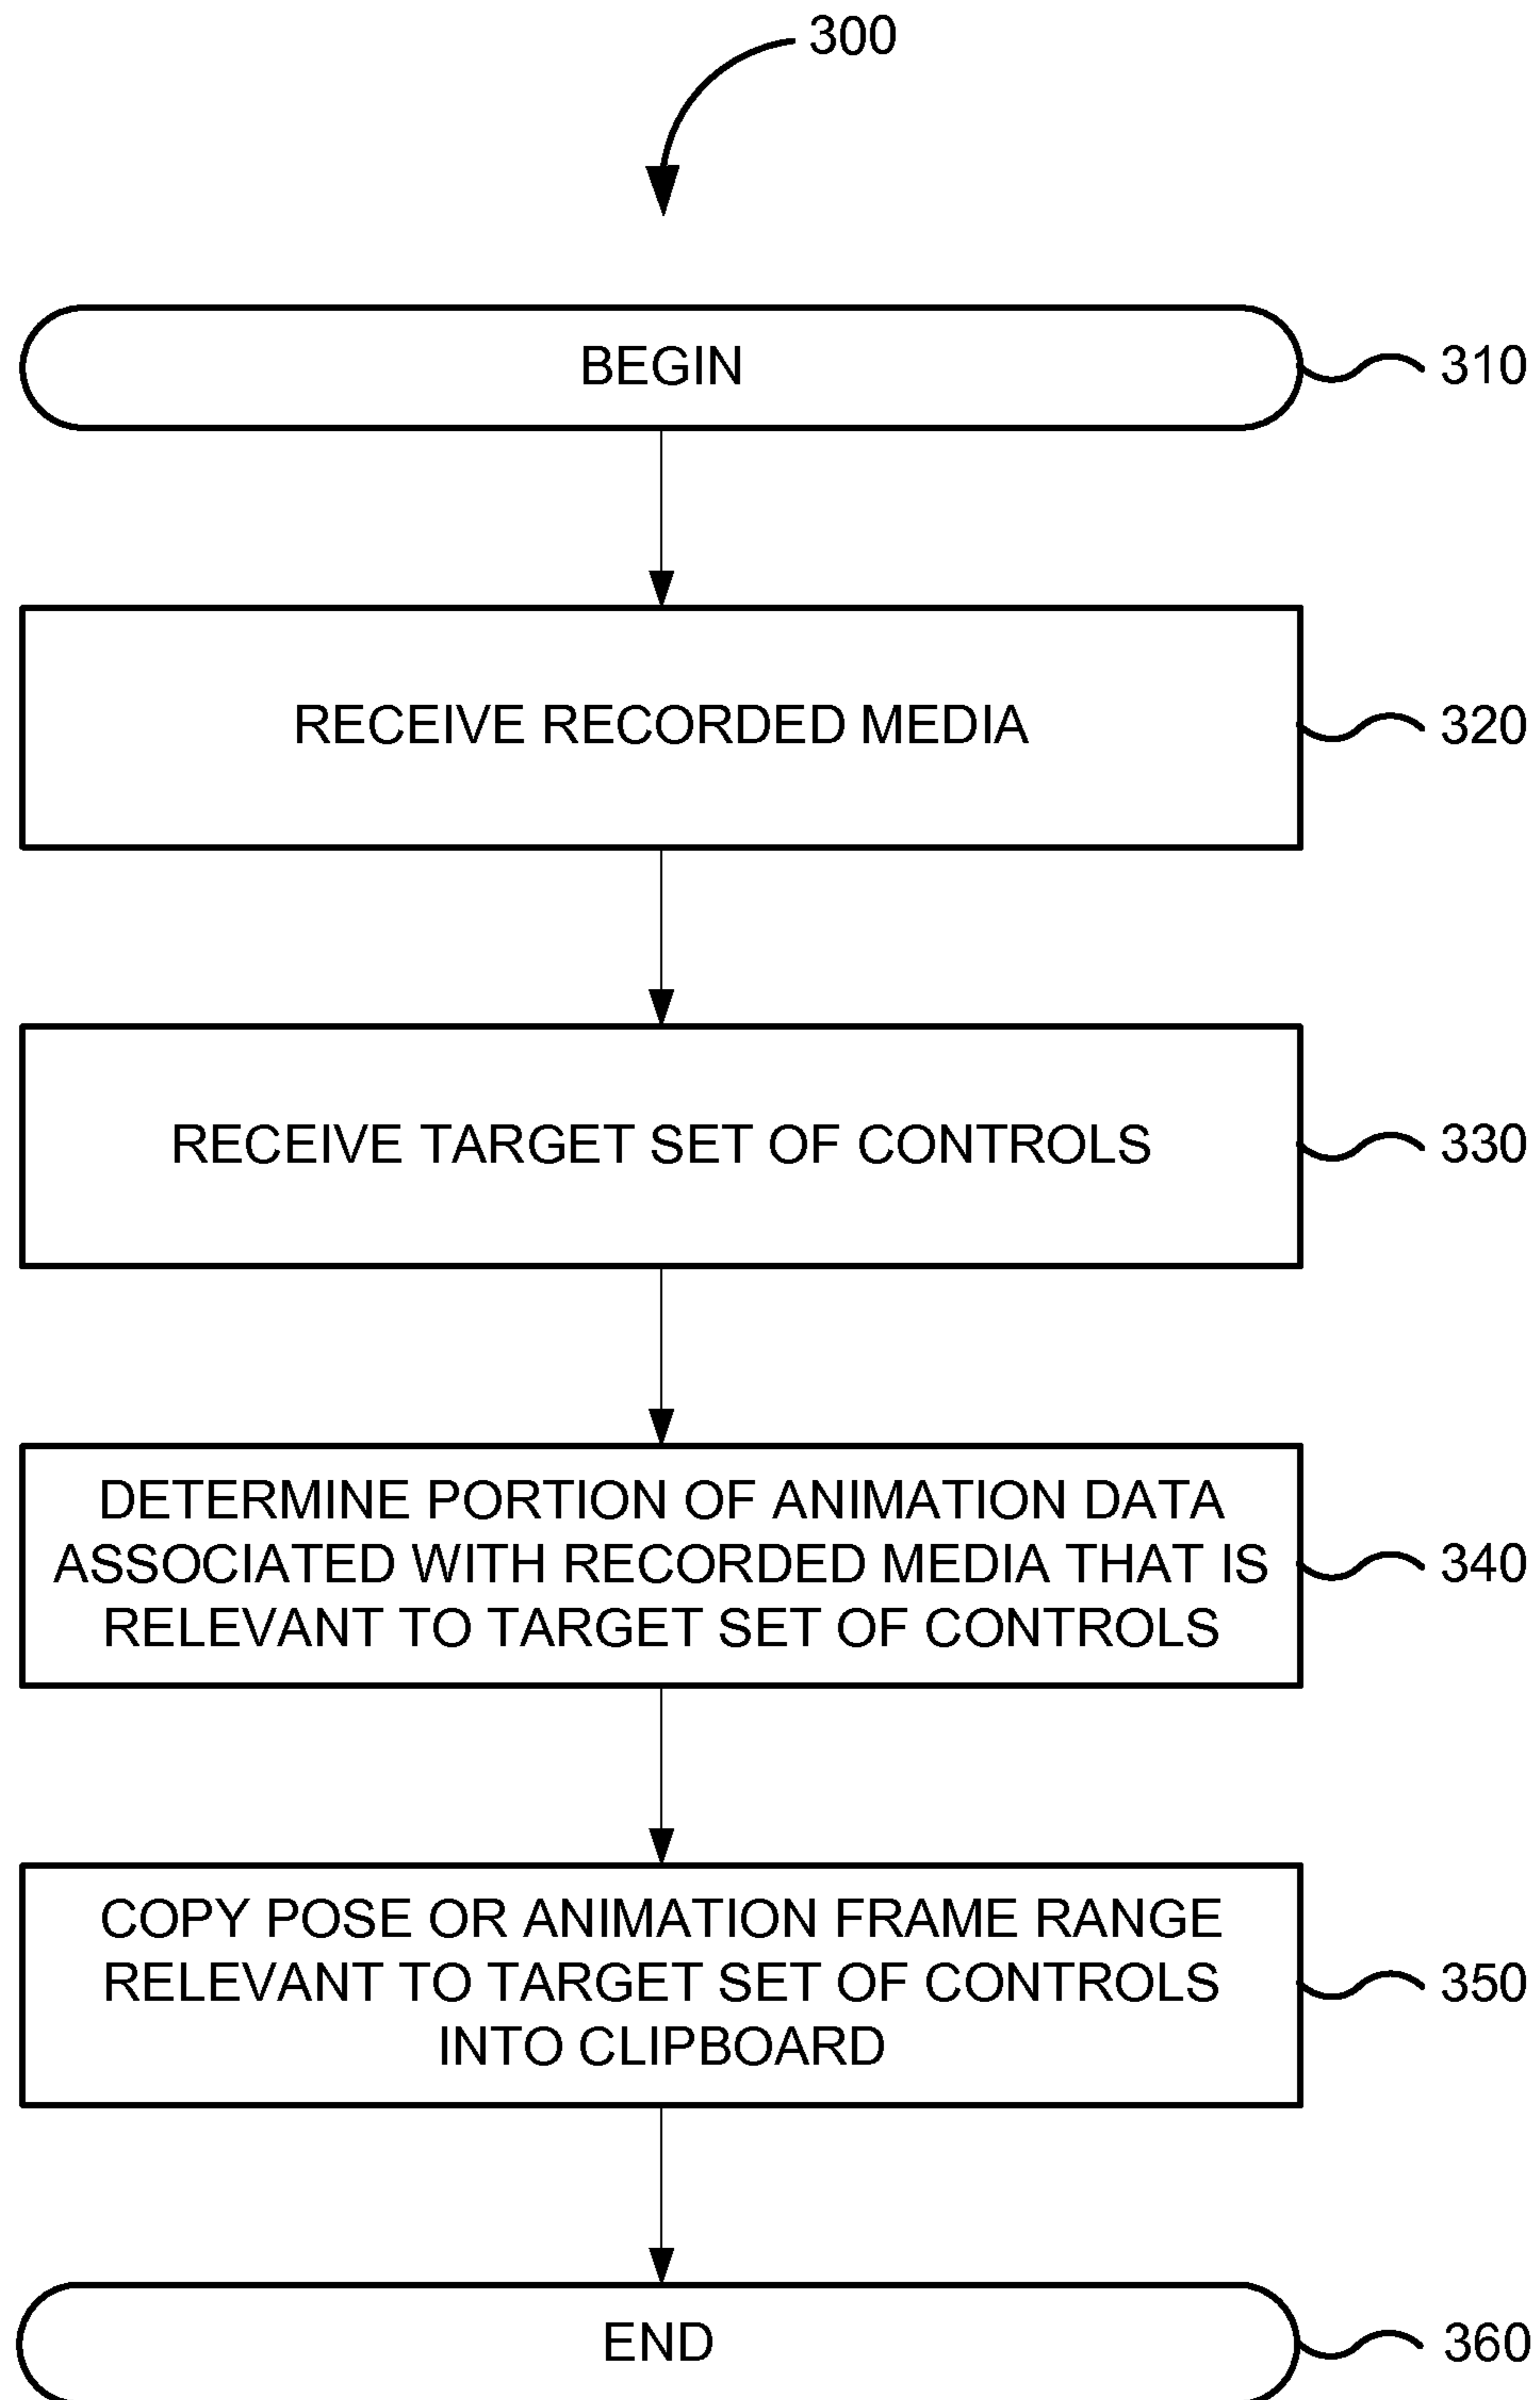 300
BEGIN
310
RECEIVE RECORDED MEDIA
320
RECEIVE TARGET SET OF CONTROLS
330
DETERMINE PORTION OF ANIMATION DATA
ASSOCIATED WITH RECORDED MEDIA THAT IS
RELEVANT TO TARGET SET OF CONTROLS
340
COPY POSE OR ANIMATION FRAME RANGE
RELEVANT TO TARGET SET OF CONTROLS
INTO CLIPBOARD
350
END
360